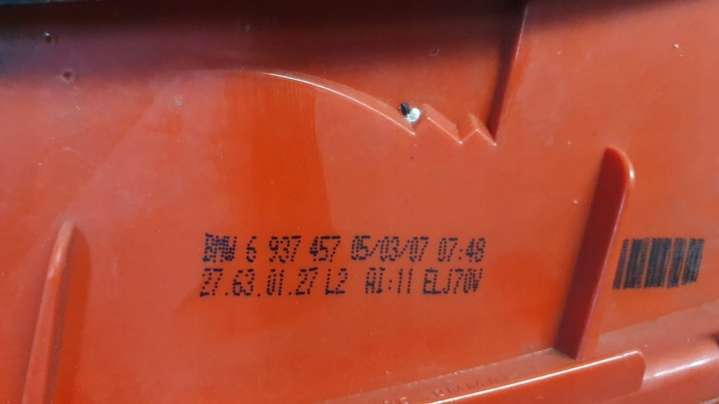 BMW 6 937 457 05/03/07 07:48
27.63.01.27 L2 AI:11 ELJ70V